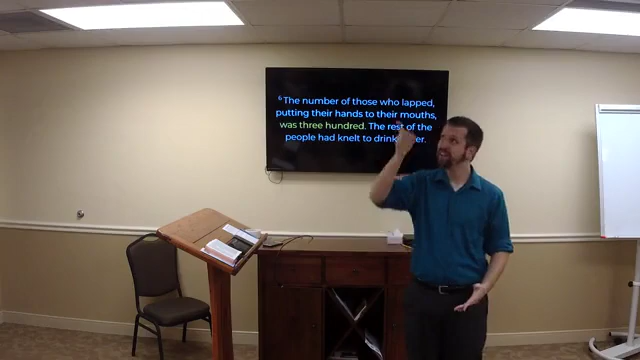 ⁶ The number of those who lapped,
putting their hands to their mouths,
was three hundred. The rest of the
people had knelt to drink